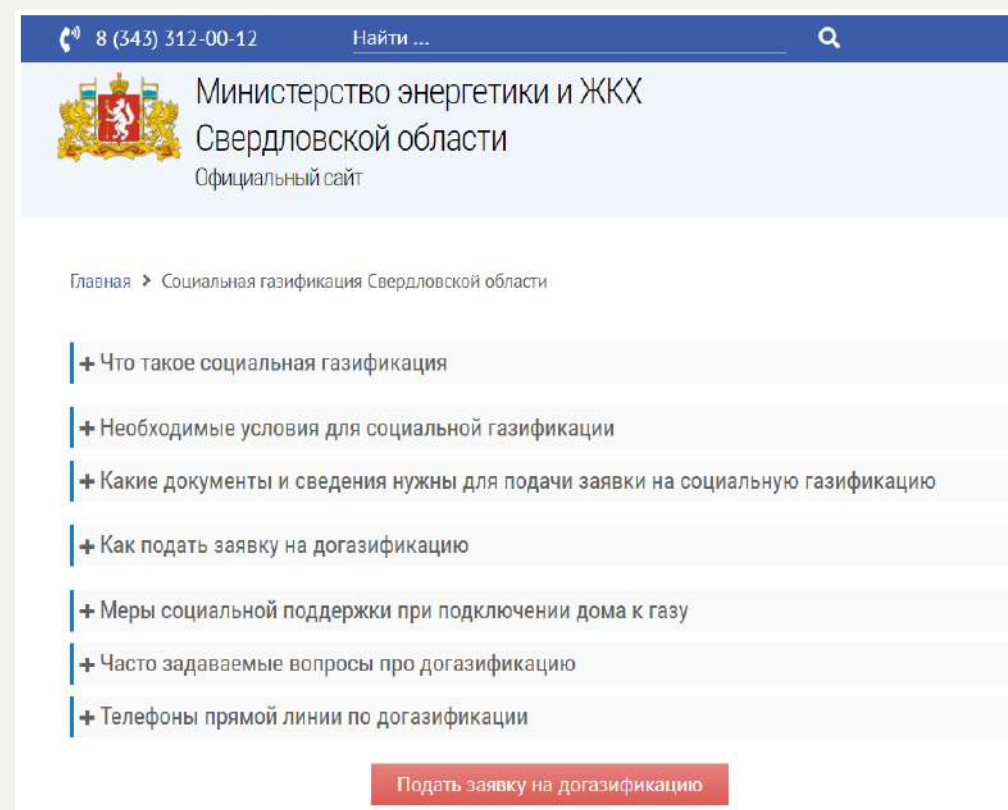 8 (343) 312-00-12
Найти ...
Министерство энергетики и ЖКХ
Свердловской области
Официальный сайт
Главная > Социальная газификация Свердловской области
+ Что такое социальная газификация
+ Необходимые условия для социальной газификации
+ Какие документы и сведения нужны для подачи заявки на социальную газификацию
+ Как подать заявку на догазификацию
+ Меры социальной поддержки при подключении дома к газу
+ Часто задаваемые вопросы про догазификацию
+ Телефоны прямой линии по догазификации
Подать заявку на догазификацию